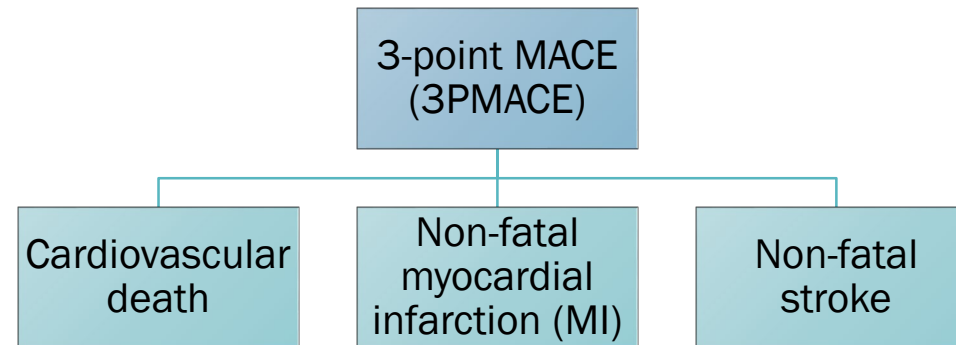 3-point MACE
(3PMACE)
Cardiovascular
death
Non-fatal
myocardial
infarction (MI)
Non-fatal
stroke